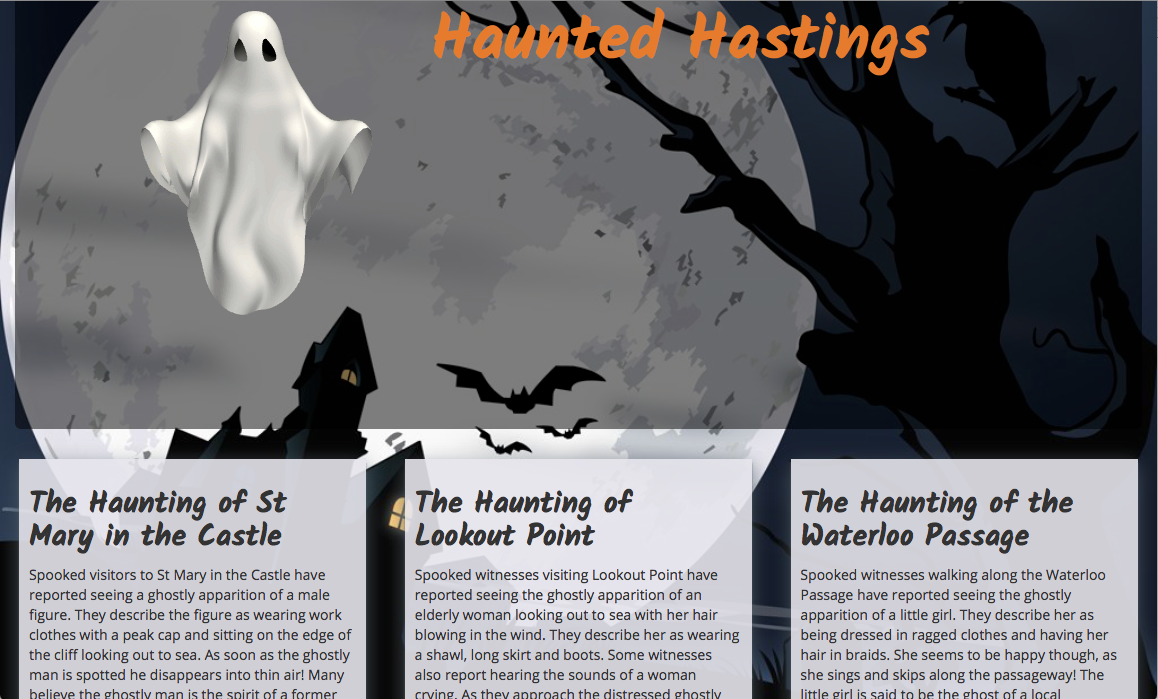 Haunted Hastings
The Haunting of St
Mary in the Castle
Spooked visitors to St Mary in the Castle have
reported seeing a ghostly apparition of a male
figure. They describe the figure as wearing work
clothes with a peak cap and sitting on the edge of
the cliff looking out to sea. As soon as the ghostly
man is spotted he disappears into thin air! Many
believe the ghostly man is the spirit of a former
The Haunting of
Lookout Point
Spooked witnesses visiting Lookout Point have
reported seeing the ghostly apparition of an
elderly woman looking out to sea with her hair
blowing in the wind. They describe her as wearing
a shawl, long skirt and boots. Some witnesses
also report hearing the sounds of a woman
crying. As they approach the distressed ghostly
The Haunting of the
Waterloo Passage
Spooked witnesses walking along the Waterloo
Passage have reported seeing the ghostly
apparition of a little girl. They describe her as
being dressed in ragged clothes and having her
hair in braids. She seems to be happy though, as
she sings and skips along the passageway! The
little girl is said to be the ghost of a local